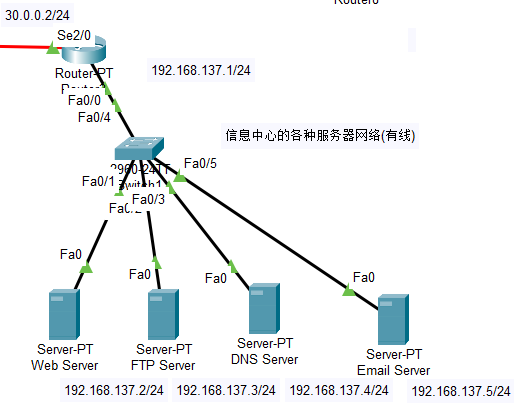 Router0
30.0.0.2/24
Se2/0
Router-PT
192.168.137.1/24
Fa0/0
Fa0/4
信息中心的各种服务器网络(有线)
2960-24TT
Switch1
Fa0/5
Fa0/1
Fa0/3
Fa0/2
Fa0
Fa0
Fa0
Fa0
Server-PT
Web Server
Server-PT
FTP Server
Server-PT
DNS Server
Server-PT
Email Server
192.168.137.2/24
192.168.137.3/24
192.168.137.4/24
192.168.137.5/24